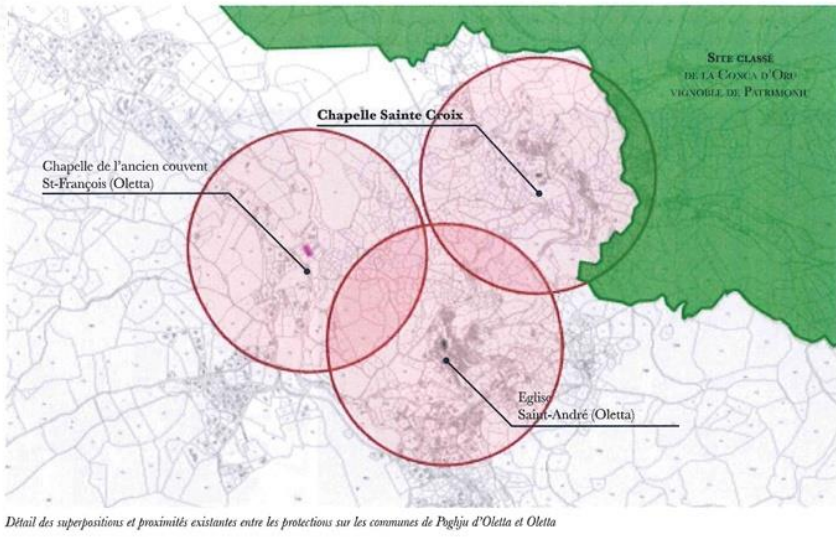 SITE CLASSÉ
DE LA CONCA D'ORU
VIGNOBLE DE PATRIMONIU
Chapelle Sainte Croix
Chapelle de l'ancien couvent
St-François (Oletta)
Eglise
Saint-André (Oletta)
Détail des superpositions et proximités existantes entre les protections sur les communes de Poghju d'Oletta et Oletta